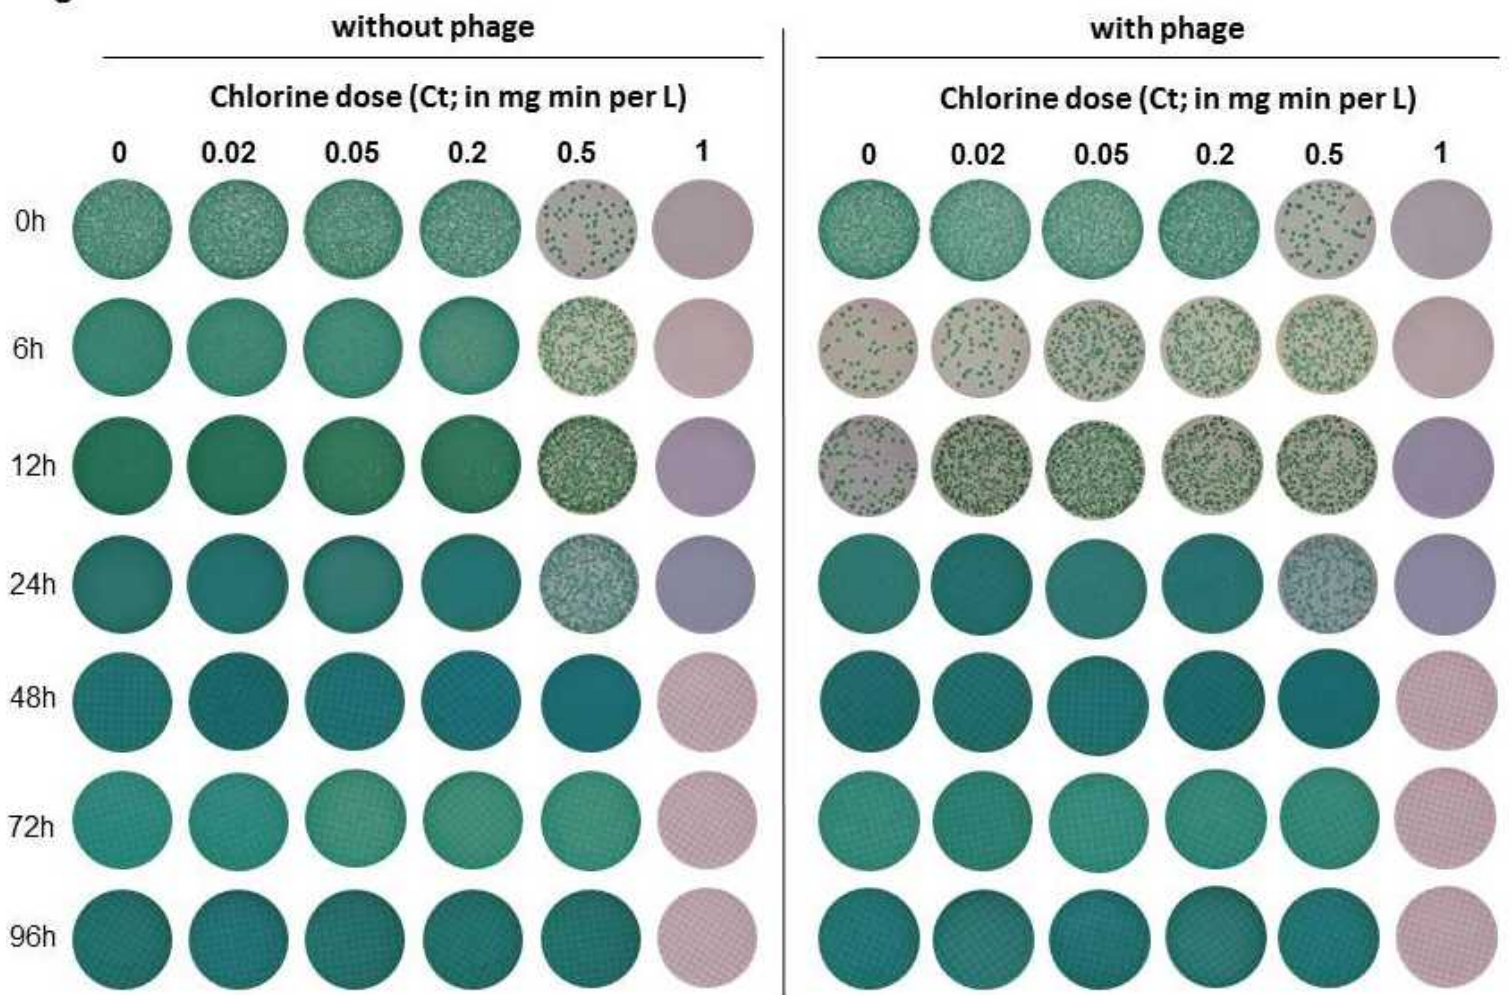 without phage
with phage
Chlorine dose (Ct; in mg min per L)
Chlorine dose (Ct; in mg min per L)
0 0.02 0.05 0.2 0.5 1
0 0.02 0.05 0.2 0.5 1
0h
6h
12h
24h
48h
72h
96h